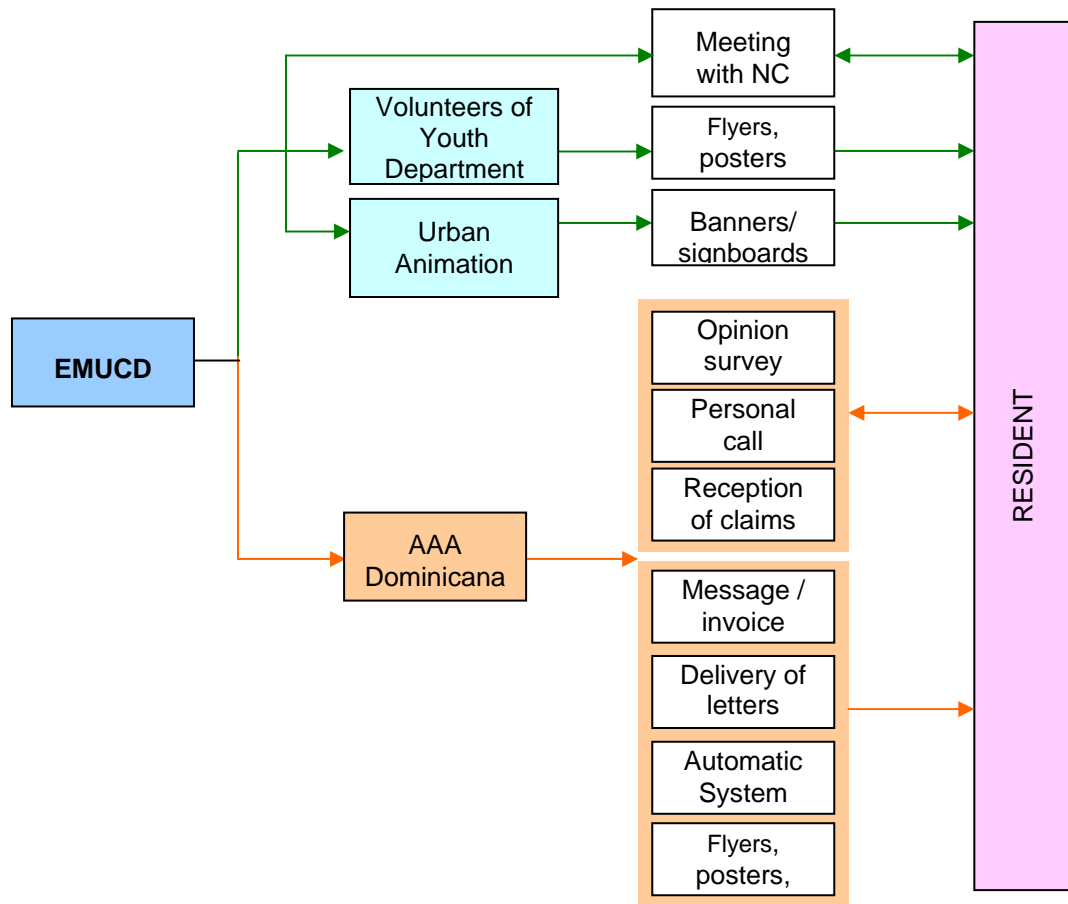 Meeting
with NC
Volunteers of
Youth
Department
Flyers,
posters
Urban
Animation
Banners/
signboards
EMUCD
Opinion
survey
Personal
call
Reception
of claims
AAA
Dominicana
Message /
invoice
Delivery of
letters
Automatic
System
Flyers,
posters,
RESIDENT